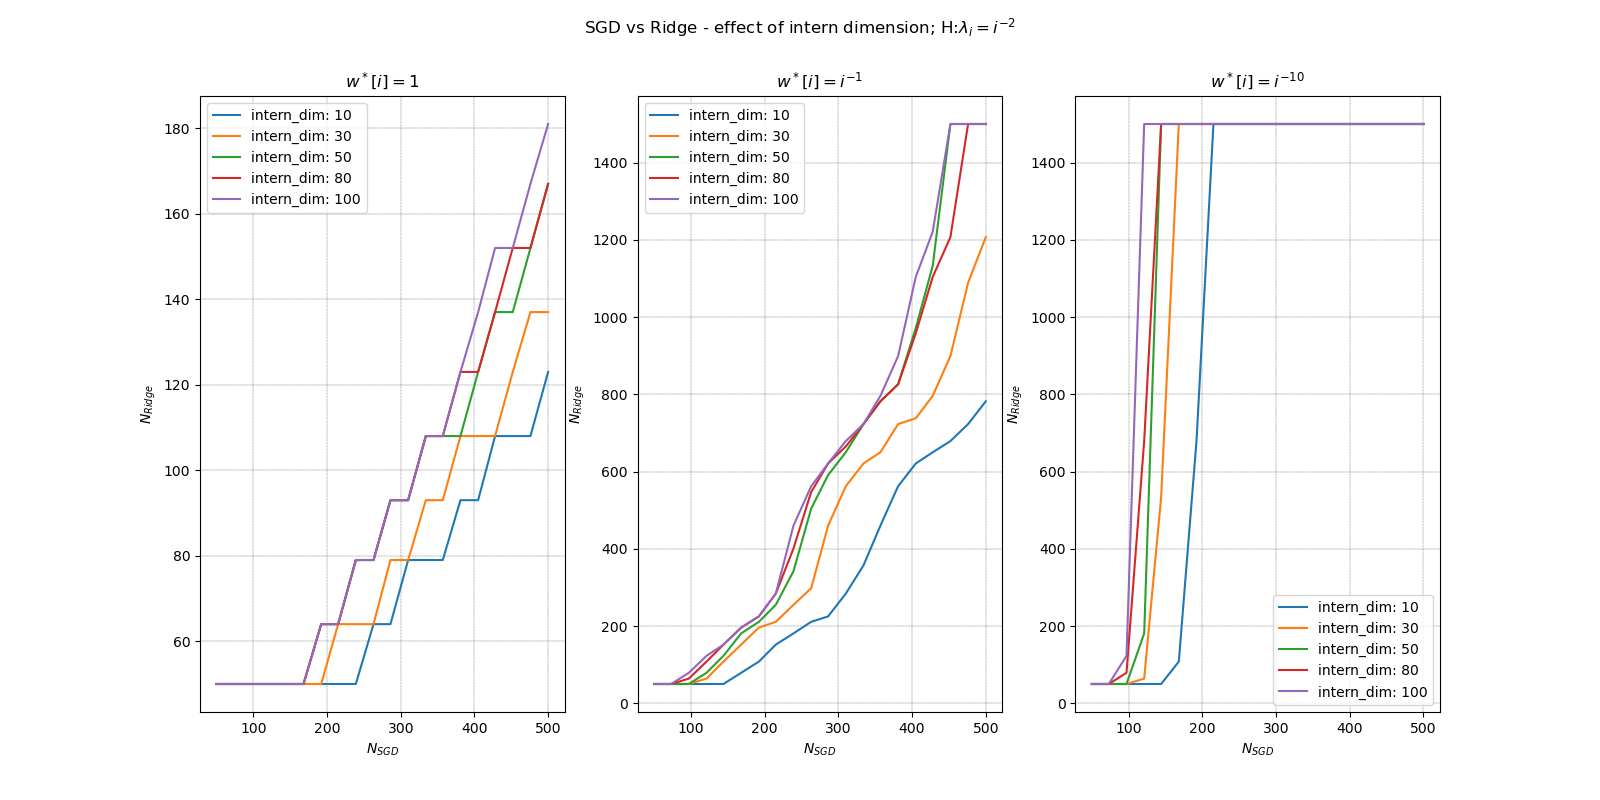 SGD vs Ridge - effect of intern dimension; H:λᵢ = i⁻²
w*[i] = 1
intern_dim: 10
intern_dim: 30
intern_dim: 50
intern_dim: 80
intern_dim: 100
180
160
140
120
100
80
60
N_Ridge
100 200 300 400 500
N_SGD
w*[i] = i⁻¹
intern_dim: 10
intern_dim: 30
intern_dim: 50
intern_dim: 80
intern_dim: 100
1400
1200
1000
800
600
400
200
0
N_Ridge
100 200 300 400 500
N_SGD
w*[i] = i⁻¹⁰
1400
1200
1000
800
600
400
200
0
N_Ridge
intern_dim: 10
intern_dim: 30
intern_dim: 50
intern_dim: 80
intern_dim: 100
100 200 300 400 500
N_SGD